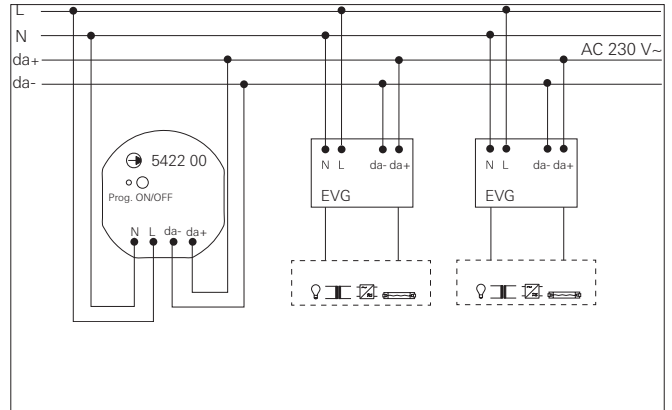 L
N
da+
AC 230 V~
da-
5422 00
Prog. ON/OFF
N L da- da+
N L da- da+
EVG
N L da- da+
EVG